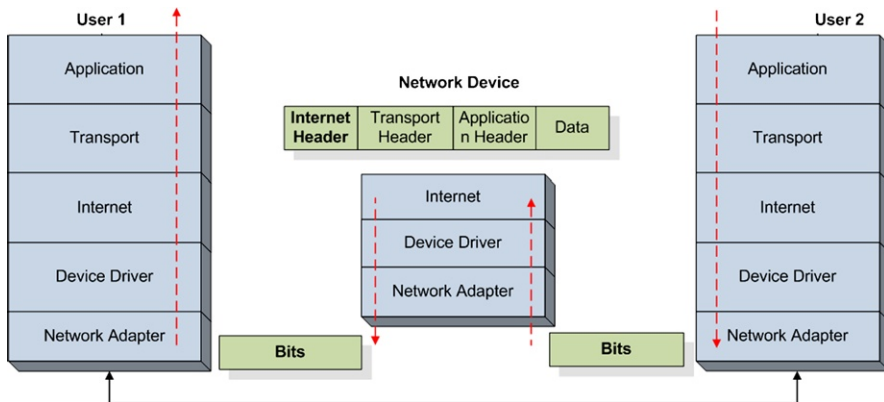 User 1
Application
Transport
Internet
Device Driver
Network Adapter
Network Device
Internet
Header
Transport
Header
Applicatio
n Header
Data
Internet
Device Driver
Network Adapter
Bits
Bits
User 2
Application
Transport
Internet
Device Driver
Network Adapter